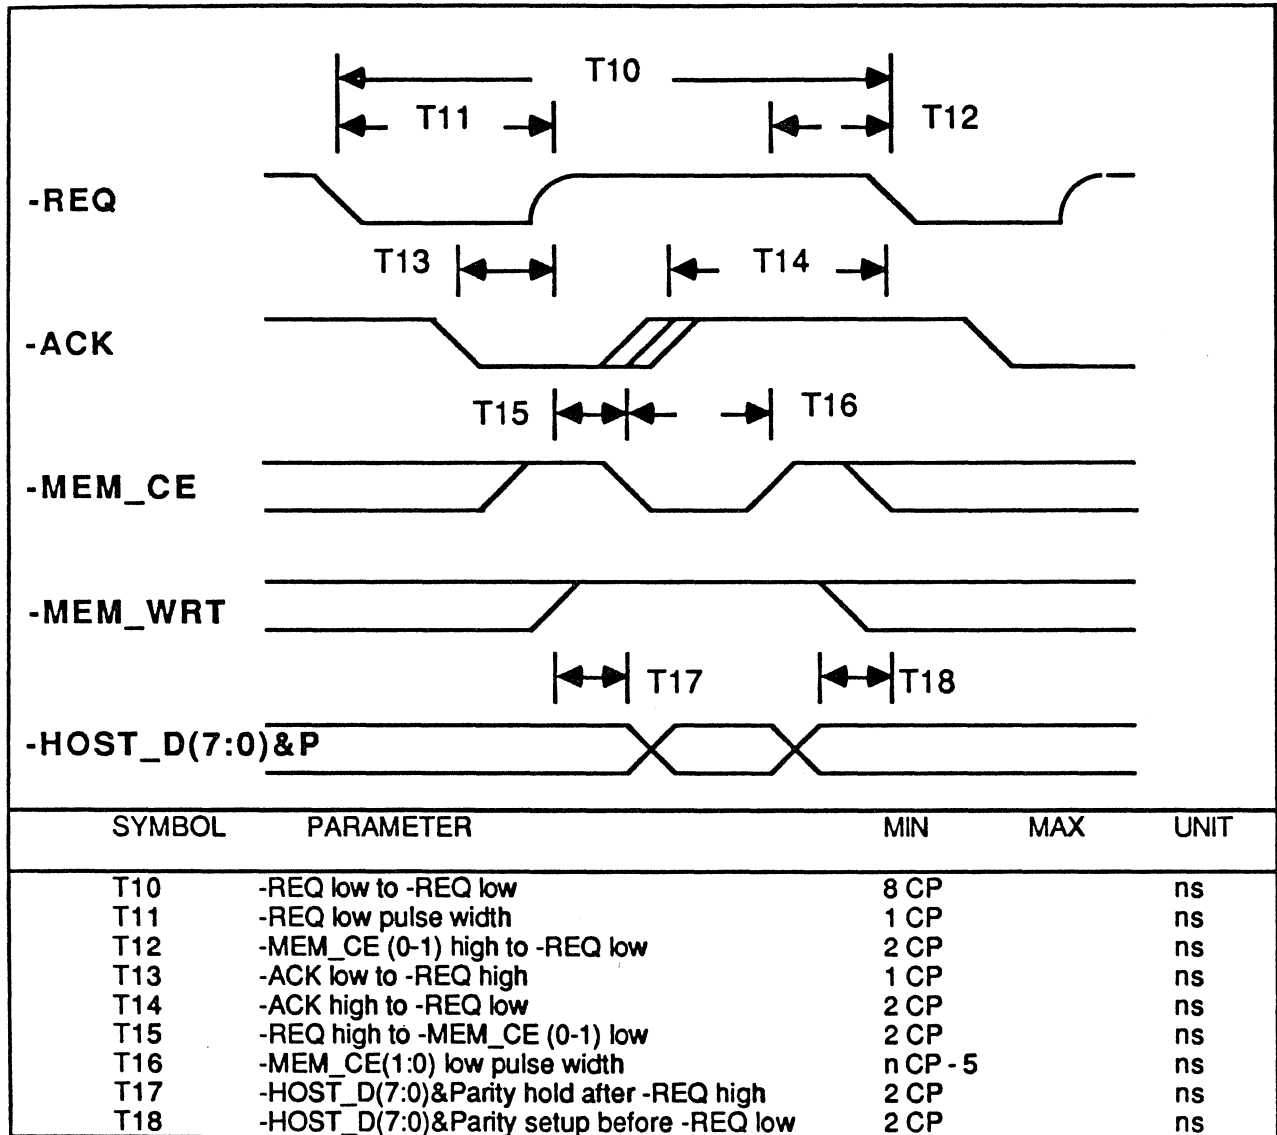 T10
T11
T12
-REQ
T13
T14
-ACK
T15
T16
-MEM_CE
-MEM_WRT
T17
T18
-HOST_D(7:0)&P
SYMBOL PARAMETER MIN MAX UNIT
T10 -REQ low to -REQ low 8 CP ns
T11 -REQ low pulse width 1 CP ns
T12 -MEM_CE (0-1) high to -REQ low 2 CP ns
T13 -ACK low to -REQ high 1 CP ns
T14 -ACK high to -REQ low 2 CP ns
T15 -REQ high to -MEM_CE (0-1) low 2 CP ns
T16 -MEM_CE(1:0) low pulse width n CP - 5 ns
T17 -HOST_D(7:0)&Parity hold after -REQ high 2 CP ns
T18 -HOST_D(7:0)&Parity setup before -REQ low 2 CP ns